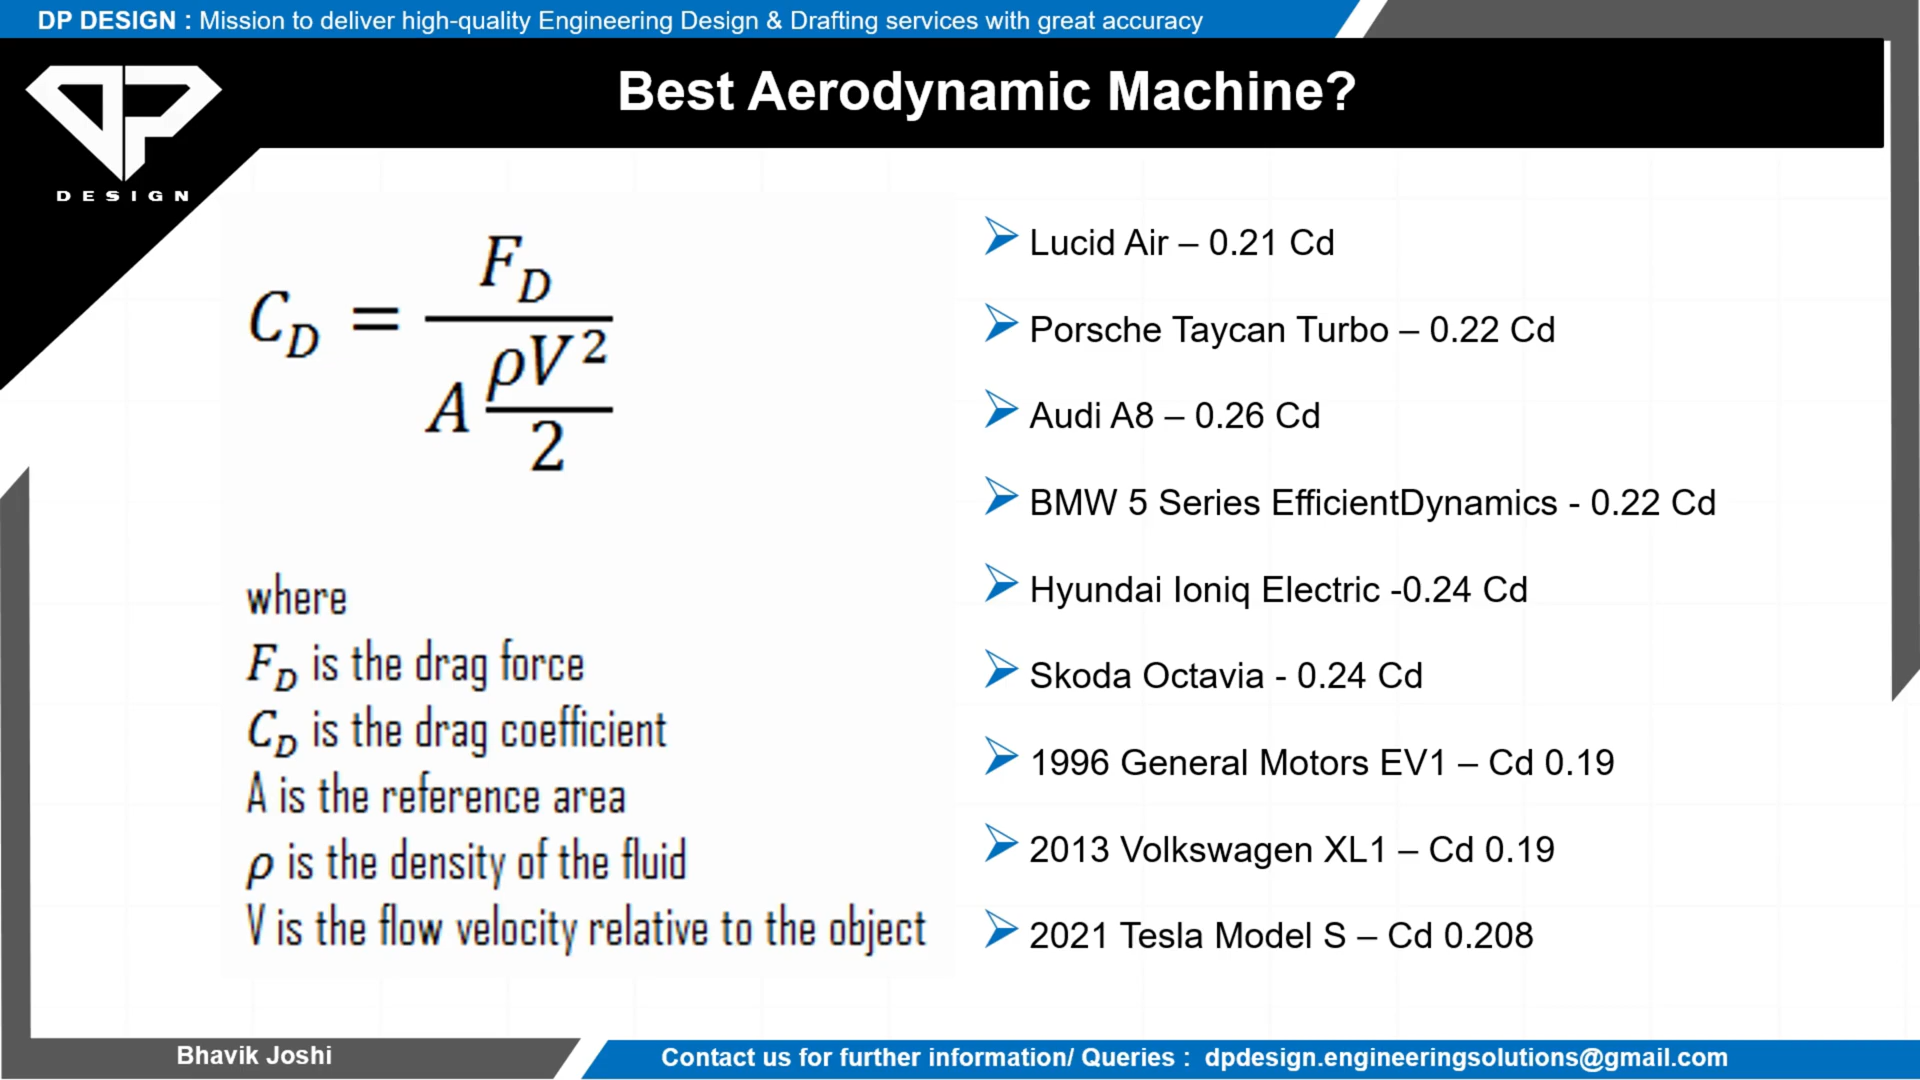 DP DESIGN : Mission to deliver high-quality Engineering Design & Drafting services with great accuracy
Best Aerodynamic Machine?
DP
DESIGN
C_D = F_D / (A ρV² / 2)
where
F_D is the drag force
C_D is the drag coefficient
A is the reference area
ρ is the density of the fluid
V is the flow velocity relative to the object
Lucid Air – 0.21 Cd
Porsche Taycan Turbo – 0.22 Cd
Audi A8 – 0.26 Cd
BMW 5 Series EfficientDynamics - 0.22 Cd
Hyundai Ioniq Electric -0.24 Cd
Skoda Octavia - 0.24 Cd
1996 General Motors EV1 – Cd 0.19
2013 Volkswagen XL1 – Cd 0.19
2021 Tesla Model S – Cd 0.208
Bhavik Joshi
Contact us for further information/ Queries : dpdesign.engineeringsolutions@gmail.com